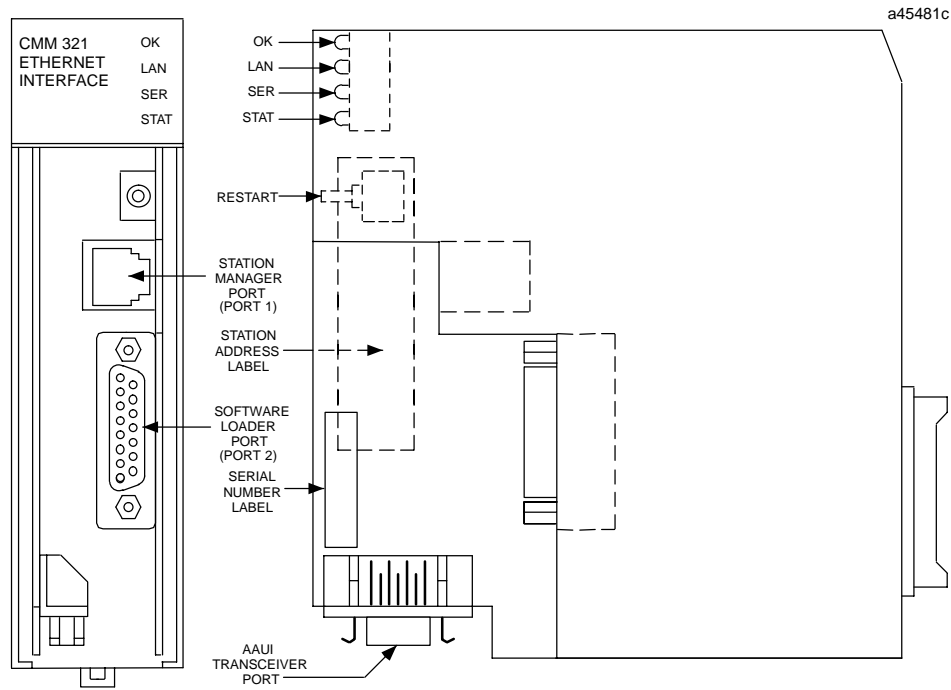 a45481c
CMM 321
ETHERNET
INTERFACE
OK
LAN
SER
STAT
OK
LAN
SER
STAT
RESTART
STATION
MANAGER
PORT
(PORT 1)
STATION
ADDRESS
LABEL
SOFTWARE
LOADER
PORT
(PORT 2)
SERIAL
NUMBER
LABEL
AAUI
TRANSCEIVER
PORT